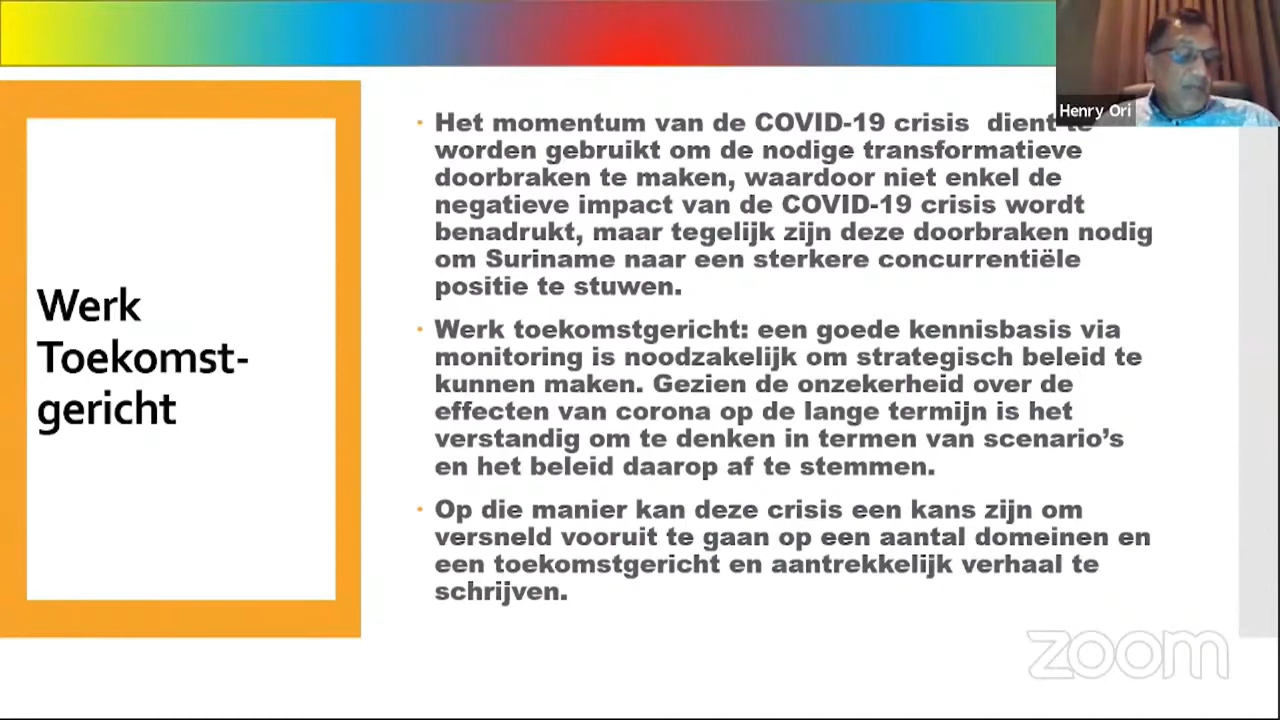 Henry Ori
Werk
Toekomst-
gericht
Het momentum van de COVID-19 crisis dient te
worden gebruikt om de nodige transformatieve
doorbraken te maken, waardoor niet enkel de
negatieve impact van de COVID-19 crisis wordt
benadrukt, maar tegelijk zijn deze doorbraken nodig
om Suriname naar een sterkere concurrentiële
positie te stuwen.
Werk toekomstgericht: een goede kennisbasis via
monitoring is noodzakelijk om strategisch beleid te
kunnen maken. Gezien de onzekerheid over de
effecten van corona op de lange termijn is het
verstandig om te denken in termen van scenario’s
en het beleid daarop af te stemmen.
Op die manier kan deze crisis een kans zijn om
versneld vooruit te gaan op een aantal domeinen en
een toekomstgericht en aantrekkelijk verhaal te
schrijven.
zoom